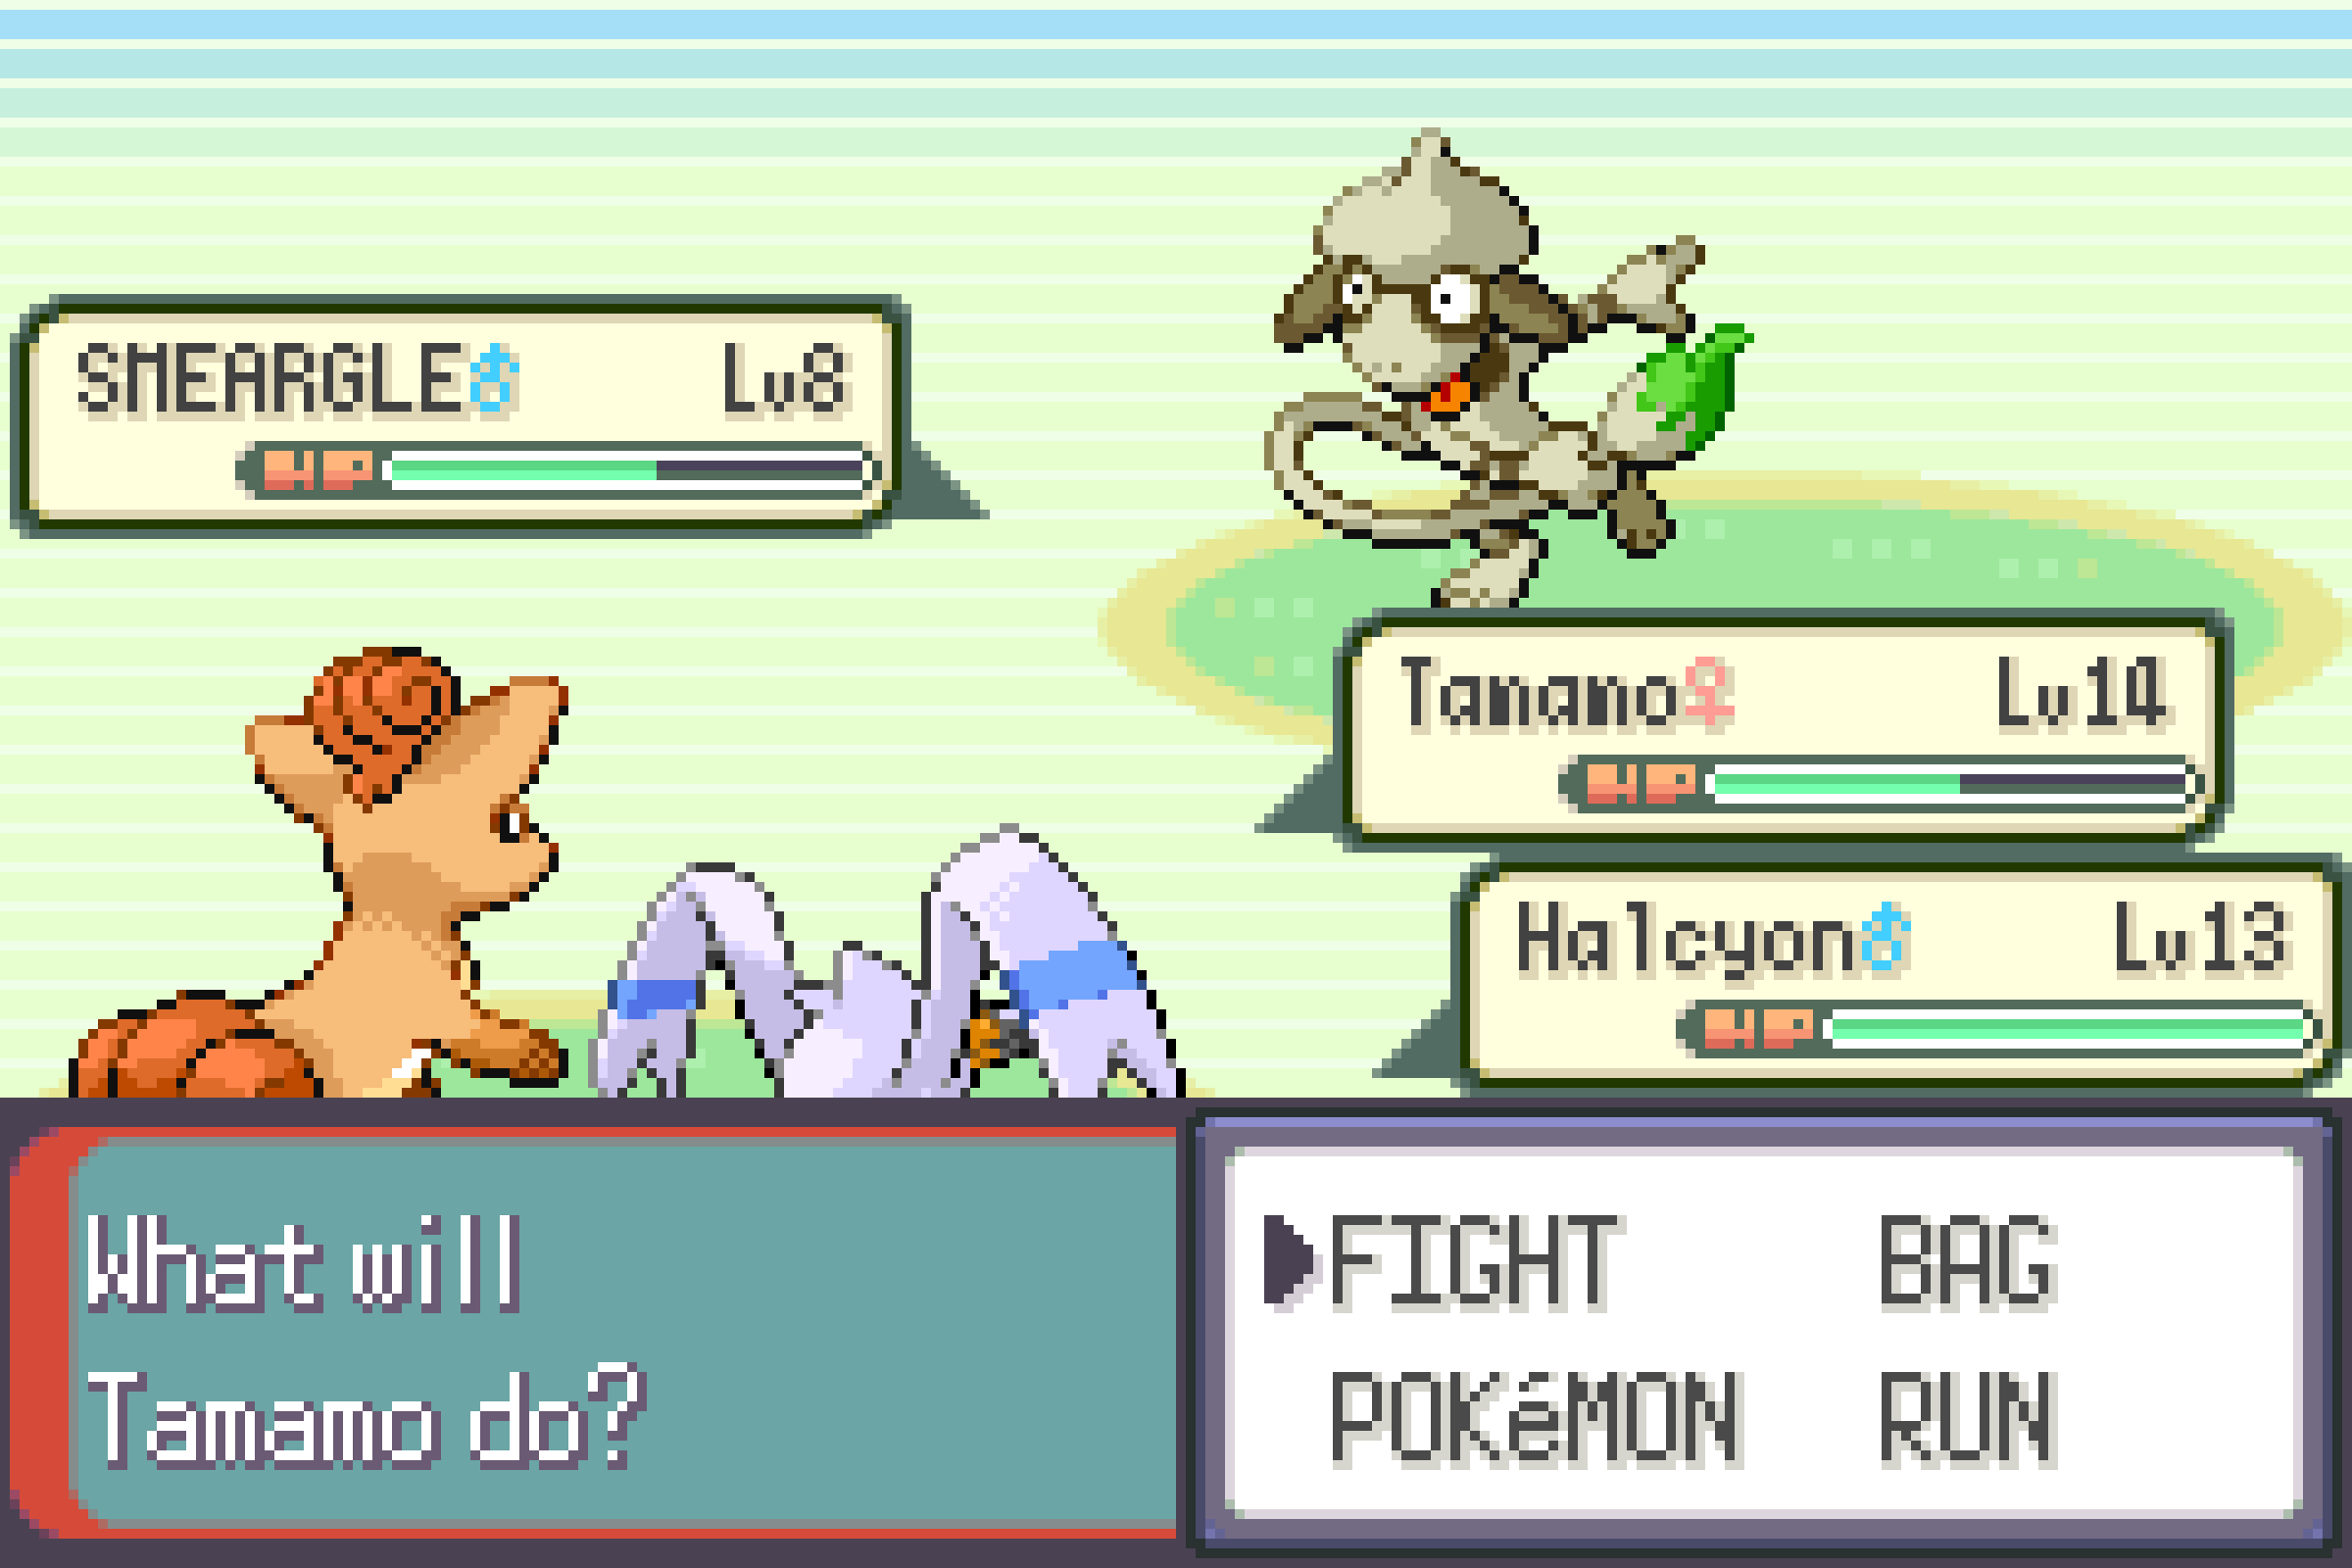 SMEARGLE♂ Lv8
HP
Tamamo♀ Lv14
HP
Halcyon♂ Lv13
HP
What will
Tamamo do?
FIGHT BAG
POKéMON RUN